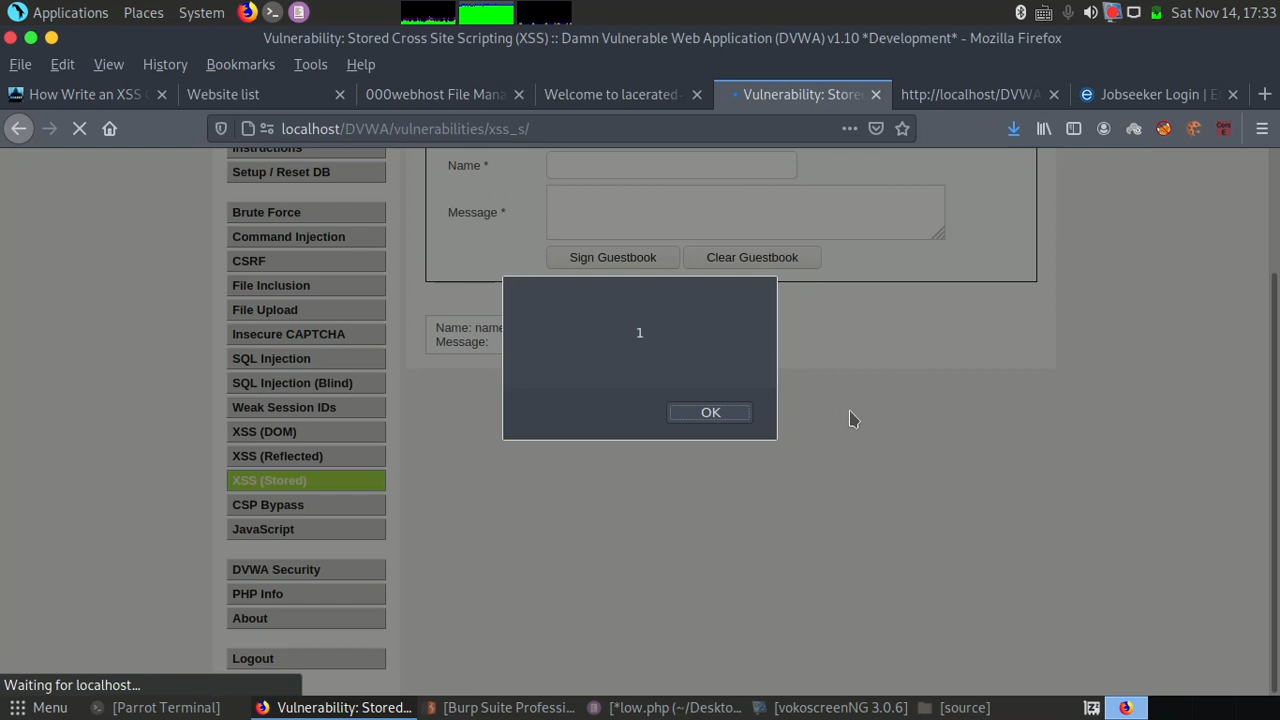 Applications Places System Sat Nov 14, 17:33
Vulnerability: Stored Cross Site Scripting (XSS) :: Damn Vulnerable Web Application (DVWA) v1.10 *Development* - Mozilla Firefox
File Edit View History Bookmarks Tools Help
How Write an XSS Website list 000webhost File Mana Welcome to lacerated- Vulnerability: Store http://localhost/DVWA Jobseeker Login |
localhost/DVWA/vulnerabilities/xss_s/
Instructions
Setup / Reset DB
Brute Force
Command Injection
CSRF
File Inclusion
File Upload
Insecure CAPTCHA
SQL Injection
SQL Injection (Blind)
Weak Session IDs
XSS (DOM)
XSS (Reflected)
XSS (Stored)
CSP Bypass
JavaScript
DVWA Security
PHP Info
About
Logout
Name *
Message *
Sign Guestbook Clear Guestbook
Name: name
Message:
1
OK
Waiting for localhost...
Menu [Parrot Terminal] Vulnerability: Stored... [Burp Suite Professi... [*low.php (~/Deskto... [vokoscreenNG 3.0.6] [source]